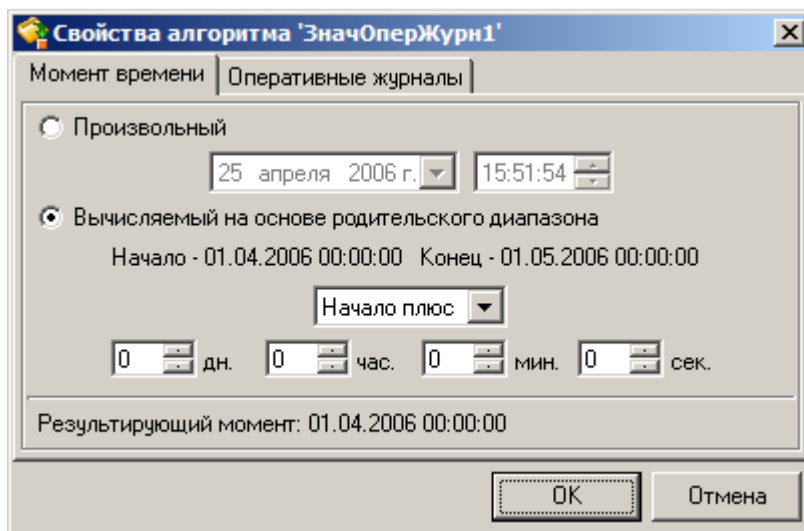 Свойства алгоритма 'ЗначОперЖурн1'
Момент времени Оперативные журналы
Произвольный
25 апреля 2006 г. 15:51:54
Вычисляемый на основе родительского диапазона
Начало - 01.04.2006 00:00:00 Конец - 01.05.2006 00:00:00
Начало плюс
0 дн. 0 час. 0 мин. 0 сек.
Результирующий момент: 01.04.2006 00:00:00
OK Отмена